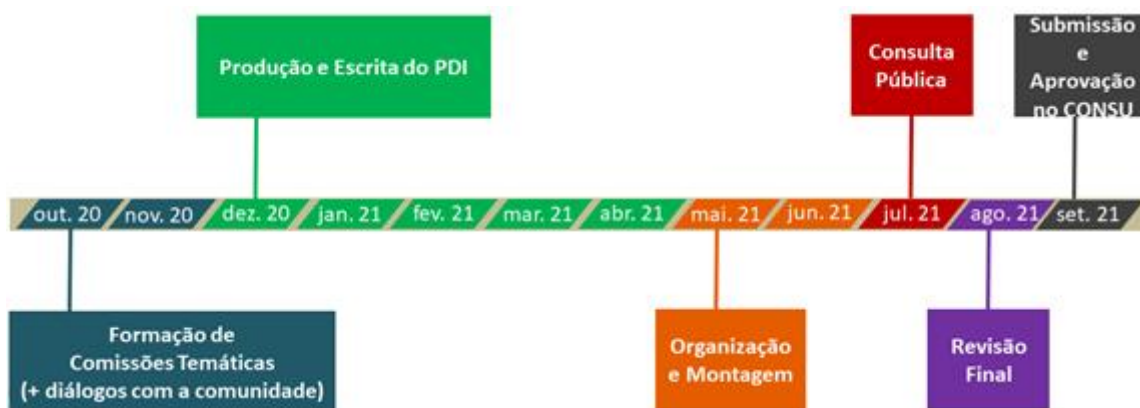 Produção e Escrita do PDI
Consulta
Pública
Submissão
e
Aprovação
no CONSU
out. 20
nov. 20
dez. 20
jan. 21
fev. 21
mar. 21
abr. 21
mai. 21
jun. 21
jul. 21
ago. 21
set. 21
Formação de
Comissões Temáticas
(+ diálogos com a comunidade)
Organização
e Montagem
Revisão
Final